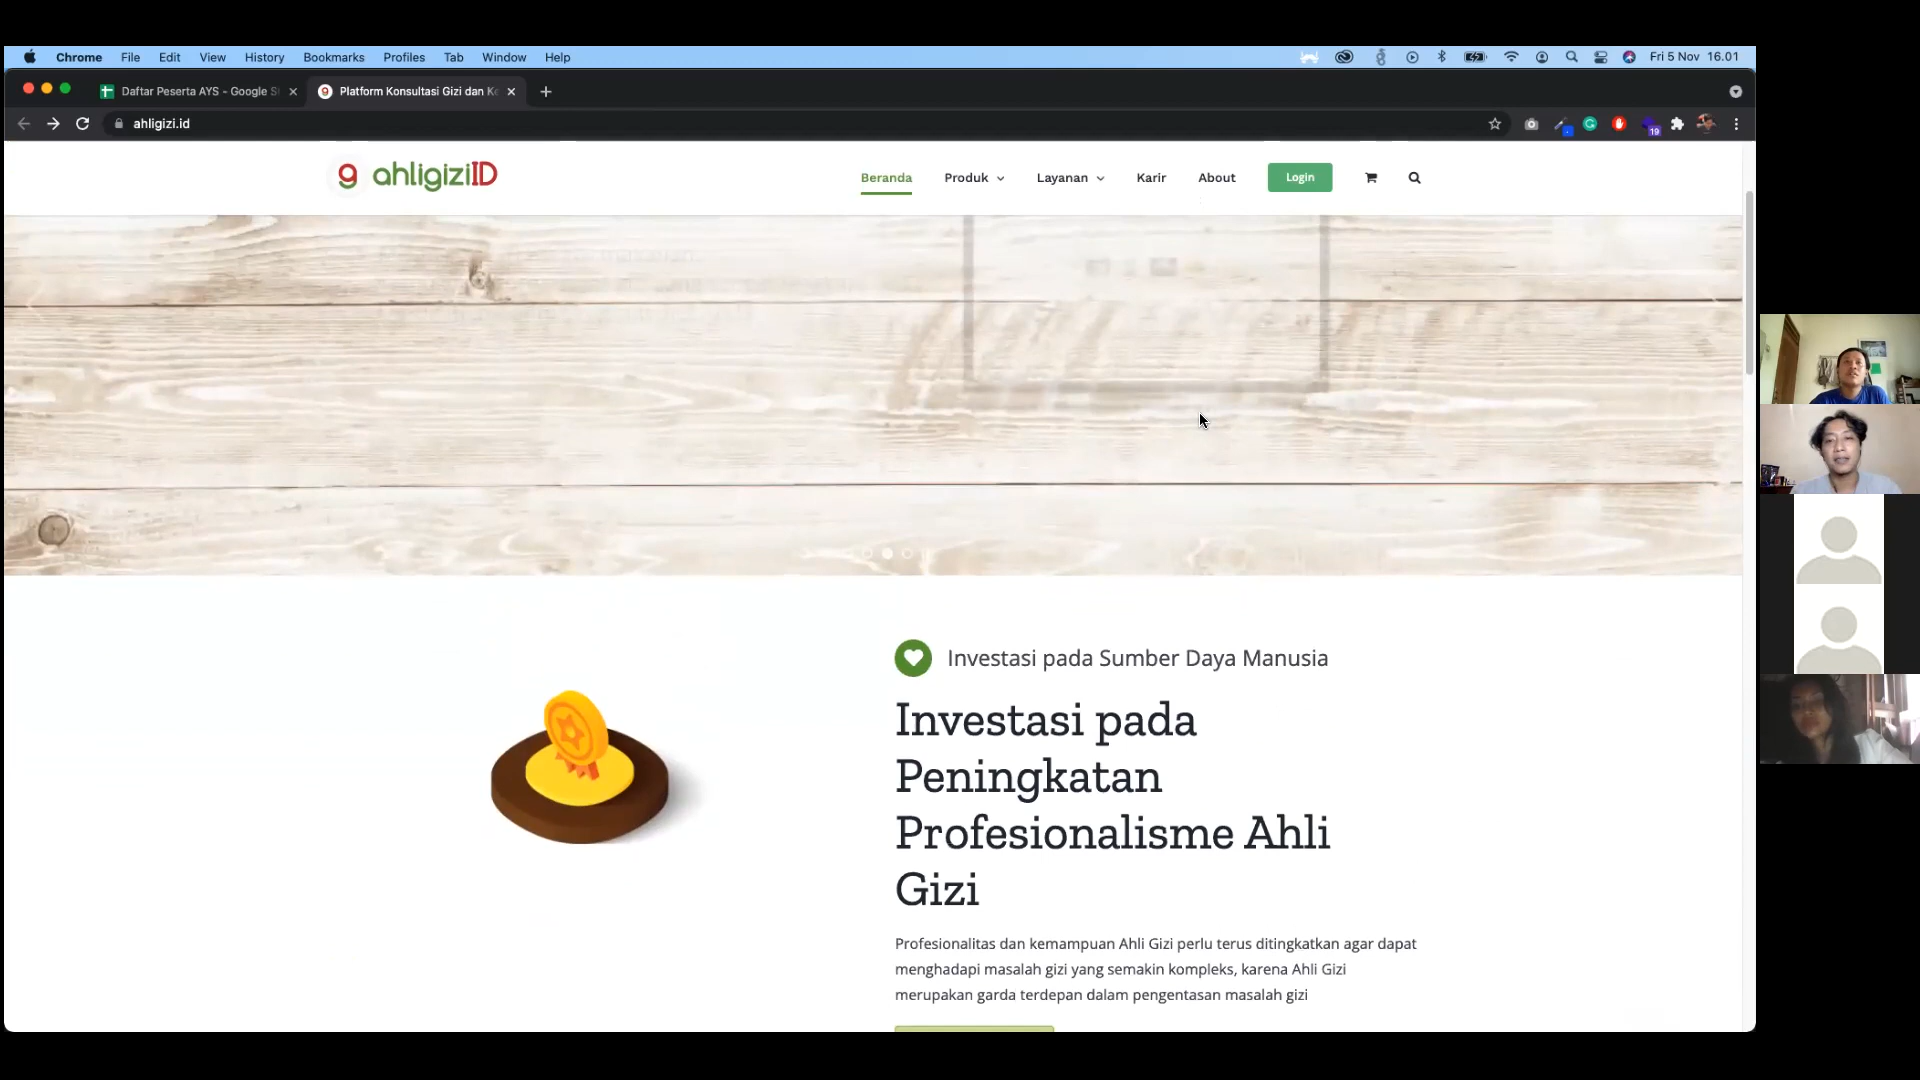 Chrome File Edit View History Bookmarks Profiles Tab Window Help
Fri 5 Nov 16.01
Daftar Peserta AYS - Google S
Platform Konsultasi Gizi dan Ke
ahligizi.id
19
g ahligiziID
Beranda Produk Layanan Karir About Login
Investasi pada Sumber Daya Manusia
Investasi pada
Peningkatan
Profesionalisme Ahli
Gizi
Profesionalitas dan kemampuan Ahli Gizi perlu terus ditingkatkan agar dapat
menghadapi masalah gizi yang semakin kompleks, karena Ahli Gizi
merupakan garda terdepan dalam pengentasan masalah gizi